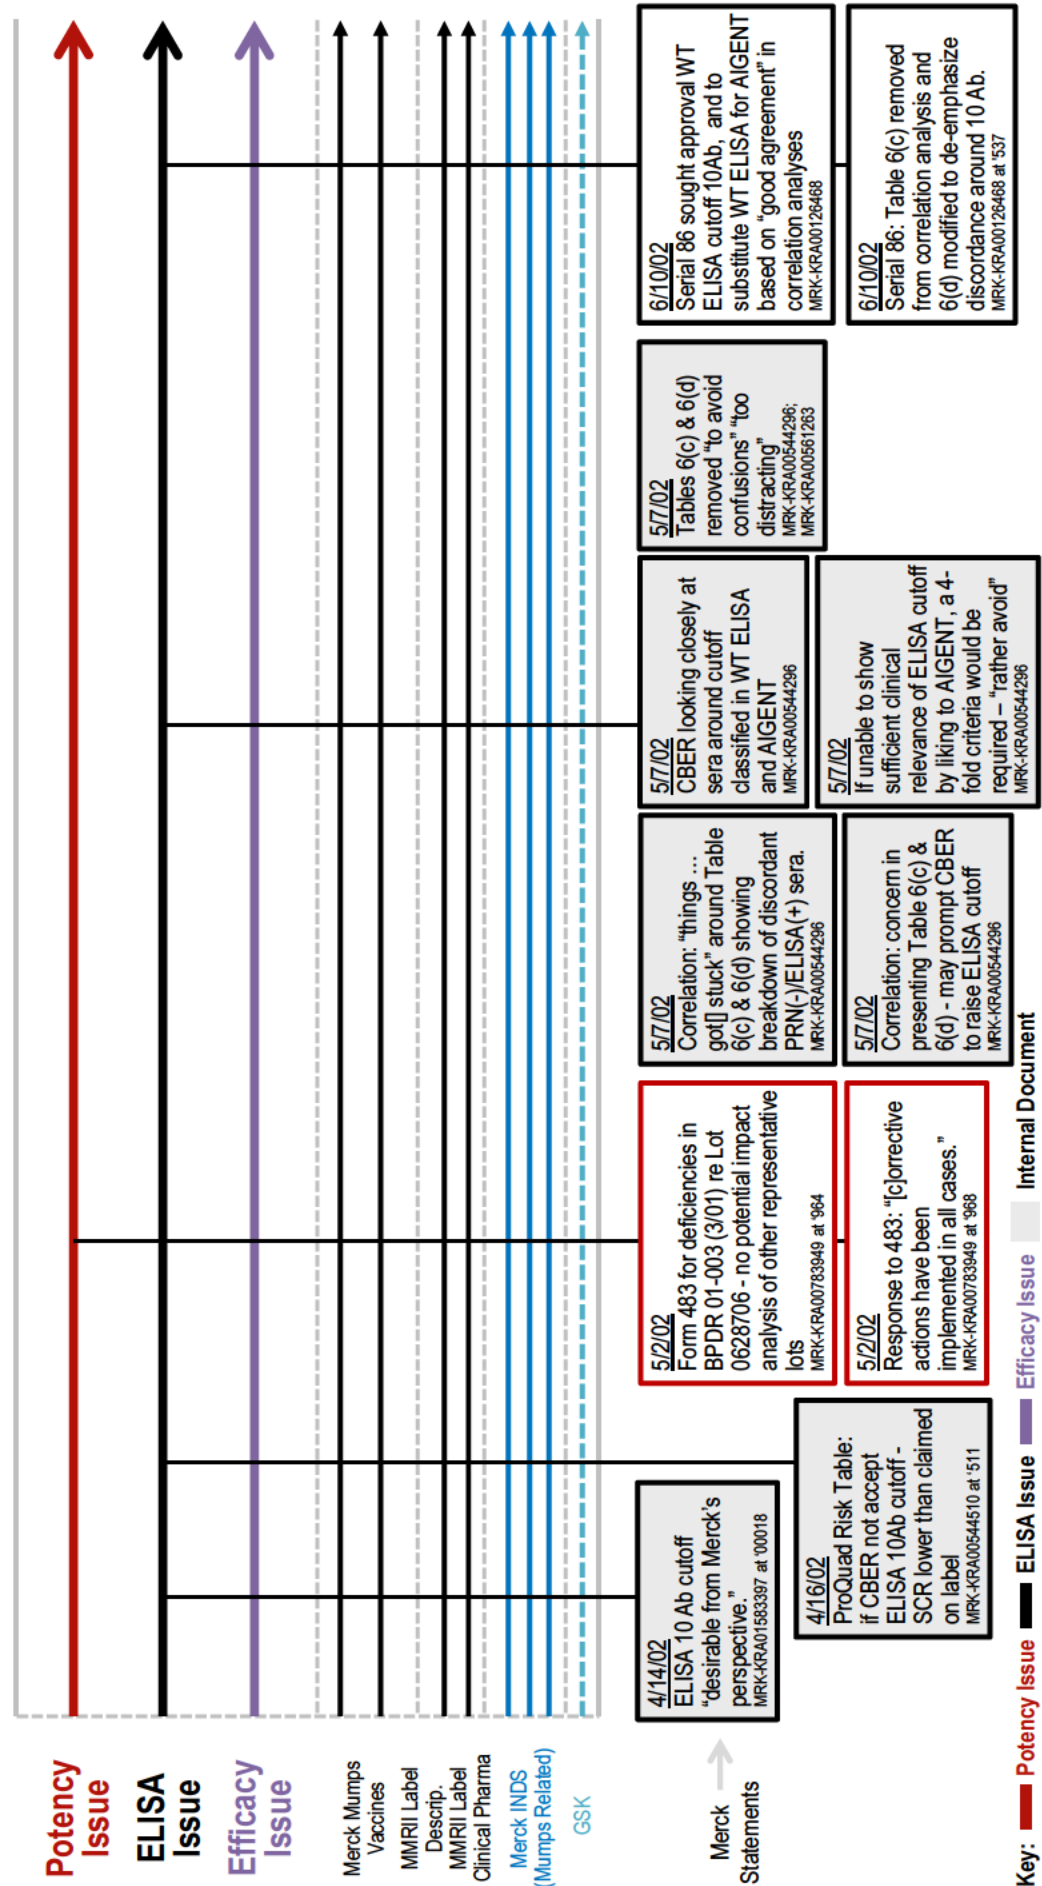 Potency
Issue
ELISA
Issue
Efficacy
Issue
Merck Mumps
Vaccines
MMRII Label
Descrip.
MMRII Label
Clinical Pharma
Merck INDS
(Mumps Related)
GSK
Merck
Statements
4/14/02
ELISA 10 Ab cutoff
“desirable from Merck’s
perspective.”
MRK-KRA01583397 at ‘00018
4/16/02
ProQuad Risk Table:
if CBER not accept
ELISA 10Ab cutoff -
SCR lower than claimed
on label
MRK-KRA00544510 at ‘511
5/2/02
Form 483 for deficiencies in
BPDR 01-003 (3/01) re Lot
0628706 - no potential impact
analysis of other representative
lots
MRK-KRA00783949 at ‘964
5/2/02
Response to 483: “[c]orrective
actions have been
implemented in all cases.”
MRK-KRA00783949 at ‘968
5/7/02
Correlation: “things …
got[] stuck” around Table
6(c) & 6(d) showing
breakdown of discordant
PRN(-)/ELISA(+) sera.
MRK-KRA00544296
5/7/02
Correlation: concern in
presenting Table 6(c) &
6(d) - may prompt CBER
to raise ELISA cutoff
MRK-KRA00544296
5/7/02
CBER looking closely at
sera around cutoff
classified in WT ELISA
and AIGENT
MRK-KRA00544296
5/7/02
If unable to show
sufficient clinical
relevance of ELISA cutoff
by liking to AIGENT, a 4-
fold criteria would be
required – “rather avoid”
MRK-KRA00544296
5/7/02
Tables 6(c) & 6(d)
removed “to avoid
confusions” “too
distracting”
MRK-KRA00544296;
MRK-KRA00561263
6/10/02
Serial 86 sought approval WT
ELISA cutoff 10Ab, and to
substitute WT ELISA for AIGENT
based on “good agreement” in
correlation analyses
MRK-KRA00126468
6/10/02
Serial 86: Table 6(c) removed
from correlation analysis and
6(d) modified to de-emphasize
discordance around 10 Ab.
MRK-KRA00126468 at ‘537
Key: Potency Issue ELISA Issue Efficacy Issue Internal Document